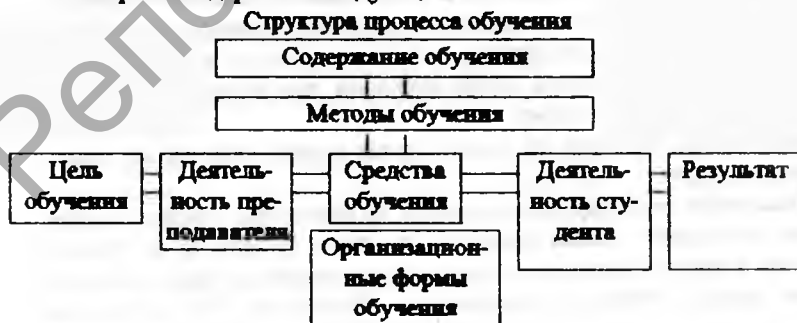 Структура процесса обучения
Содержание обучения
Методы обучения
Цель
обучения
Деятель-
ность пре-
подавателя
Средства
обучения
Деятель-
ность сту-
дента
Результат
Организацион-
ные формы
обучения